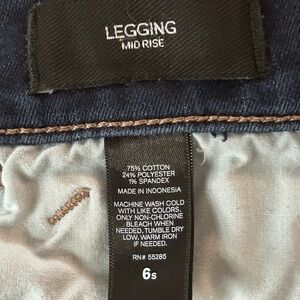 LEGGING
MID RISE
75% COTTON
24% POLYESTER
1% SPANDEX
MADE IN INDONESIA
MACHINE WASH COLD
WITH LIKE COLORS.
ONLY NON-CHLORINE
BLEACH WHEN
NEEDED. TUMBLE DRY
LOW, WARM IRON
IF NEEDED.
RN# 55285
6s